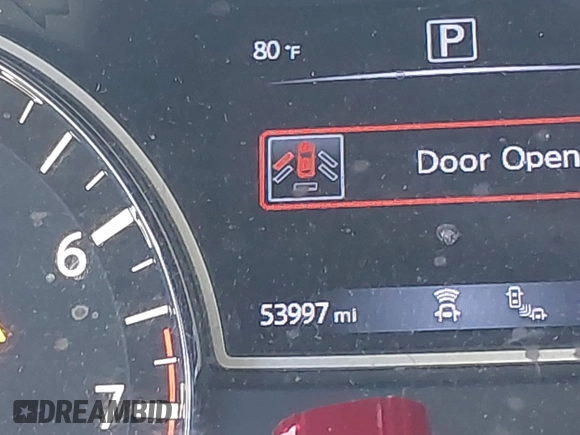 80 °F
P
Door Open
6
53997 mi
7
DREAMBID